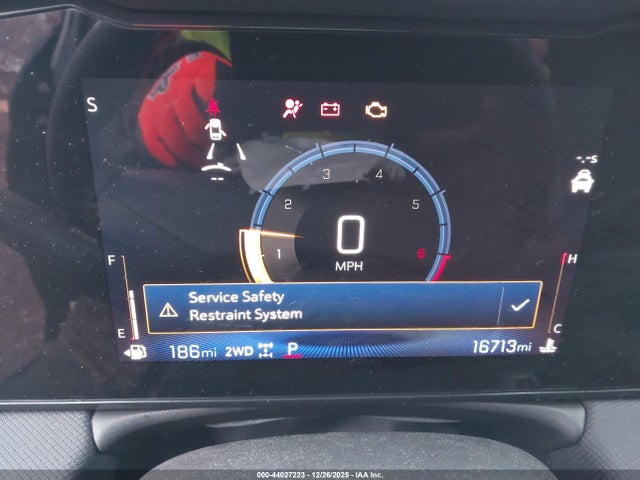 S
-.-s
3 4
2 5
0
1 6
MPH
F H
Service Safety
Restraint System
E C
--
186mi 2WD P 16713mi
000-44027223 | 12/26/2025 | IAA Inc.